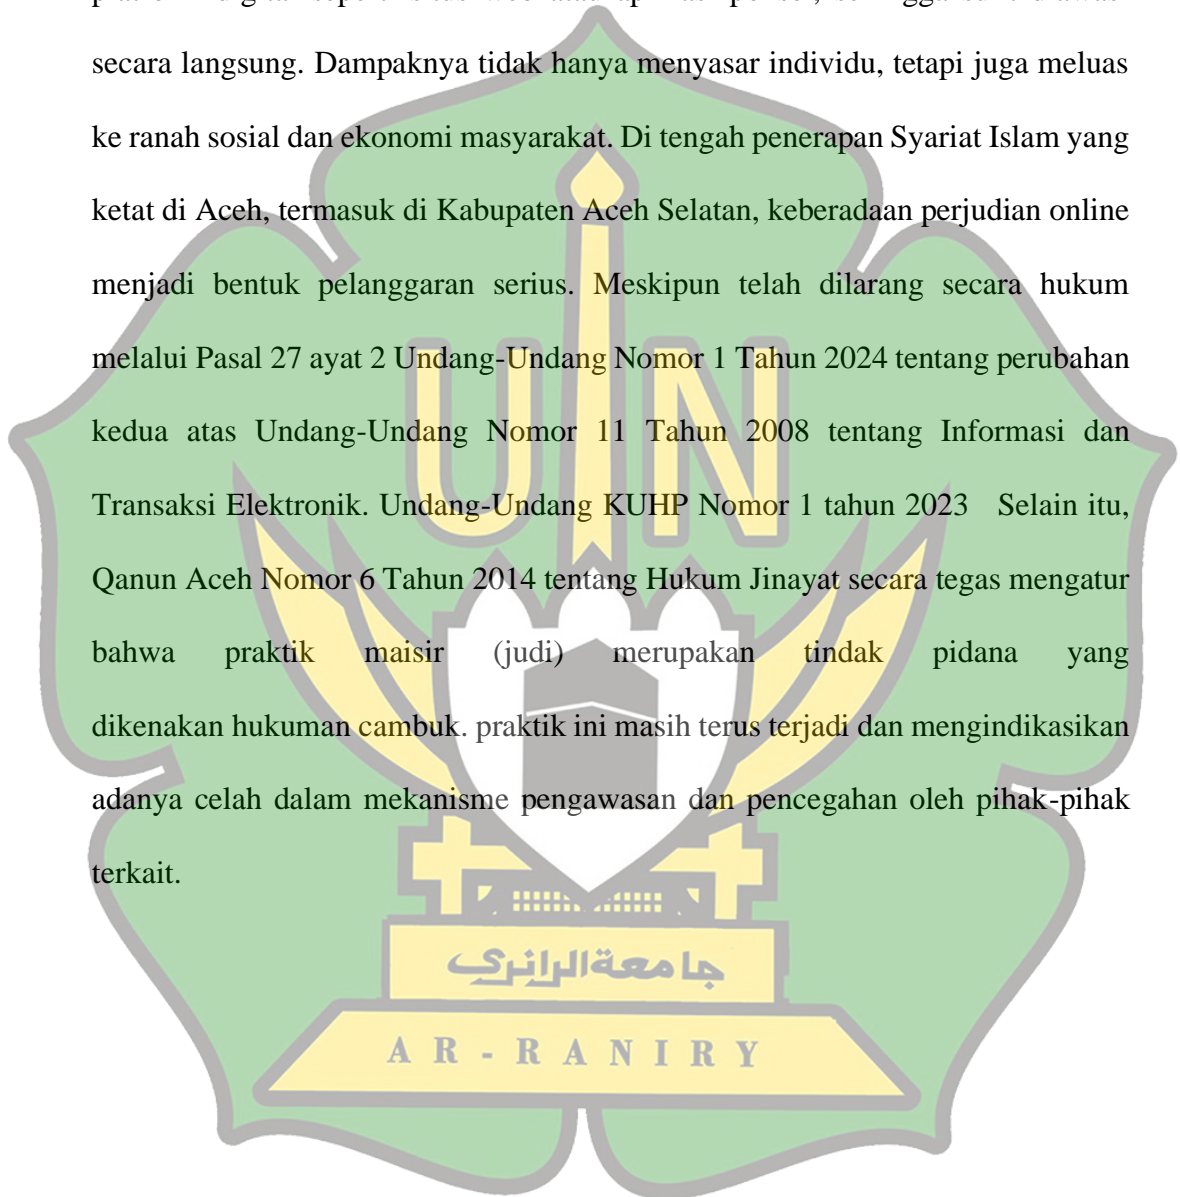 secara langsung. Dampaknya tidak hanya menyasar individu, tetapi juga meluas
ke ranah sosial dan ekonomi masyarakat. Di tengah penerapan Syariat Islam yang
ketat di Aceh, termasuk di Kabupaten Aceh Selatan, keberadaan perjudian online
menjadi bentuk pelanggaran serius. Meskipun telah dilarang secara hukum
melalui Pasal 27 ayat 2 Undang-Undang Nomor 1 Tahun 2024 tentang perubahan
kedua atas Undang-Undang Nomor 11 Tahun 2008 tentang Informasi dan
Transaksi Elektronik. Undang-Undang KUHP Nomor 1 tahun 2023 Selain itu,
Qanun Aceh Nomor 6 Tahun 2014 tentang Hukum Jinayat secara tegas mengatur
bahwa praktik maisir (judi) merupakan tindak pidana yang
dikenakan hukuman cambuk. praktik ini masih terus terjadi dan mengindikasikan
adanya celah dalam mekanisme pengawasan dan pencegahan oleh pihak-pihak
terkait.
UIN
جامعة الرانري
AR-RANIRY